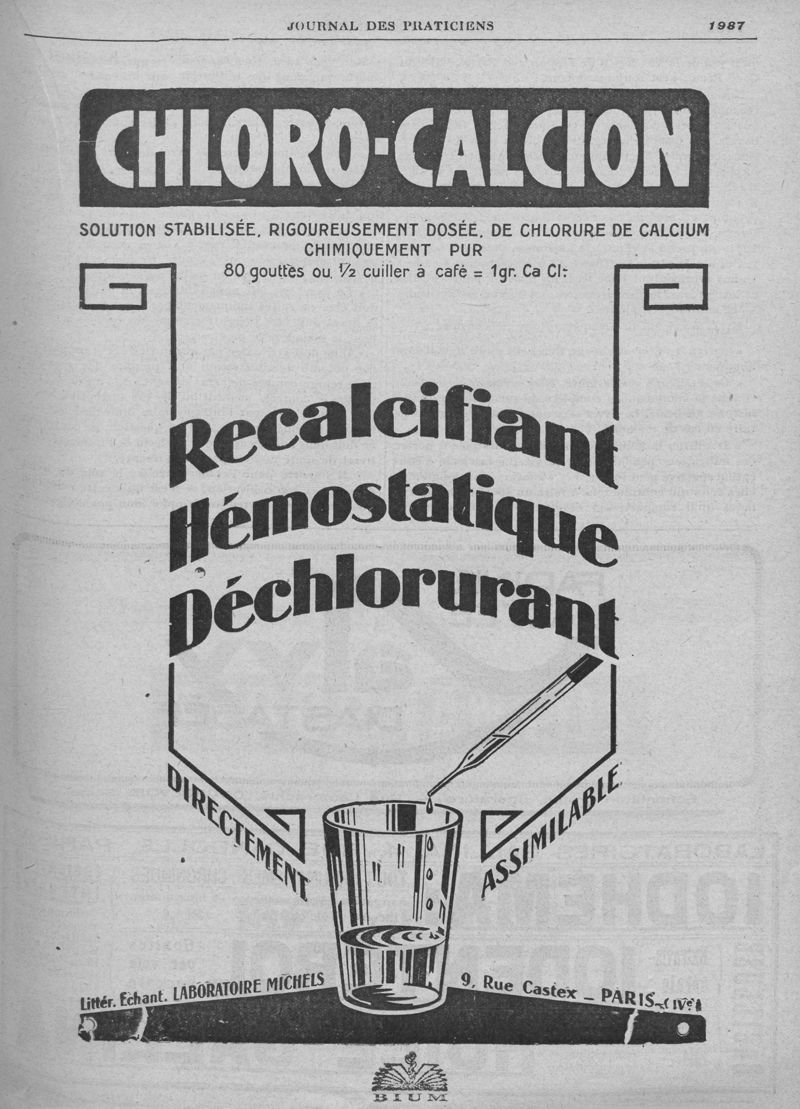 JOURNAL DES PRATICIENS
1987
CHLORO-CALCION
SOLUTION STABILISÉE, RIGOUREUSEMENT DOSÉE, DE CHLORURE DE CALCIUM
CHIMIQUEMENT PUR
80 gouttes ou ½ cuiller à café = 1gr. Ca Cl²
Recalcifiant
Hémostatique
Déchlorurant
DIRECTEMENT
ASSIMILABLE
Littér. Échant. LABORATOIRE MICHELS
9, Rue Castex _ PARIS_(IVe)
BIUM